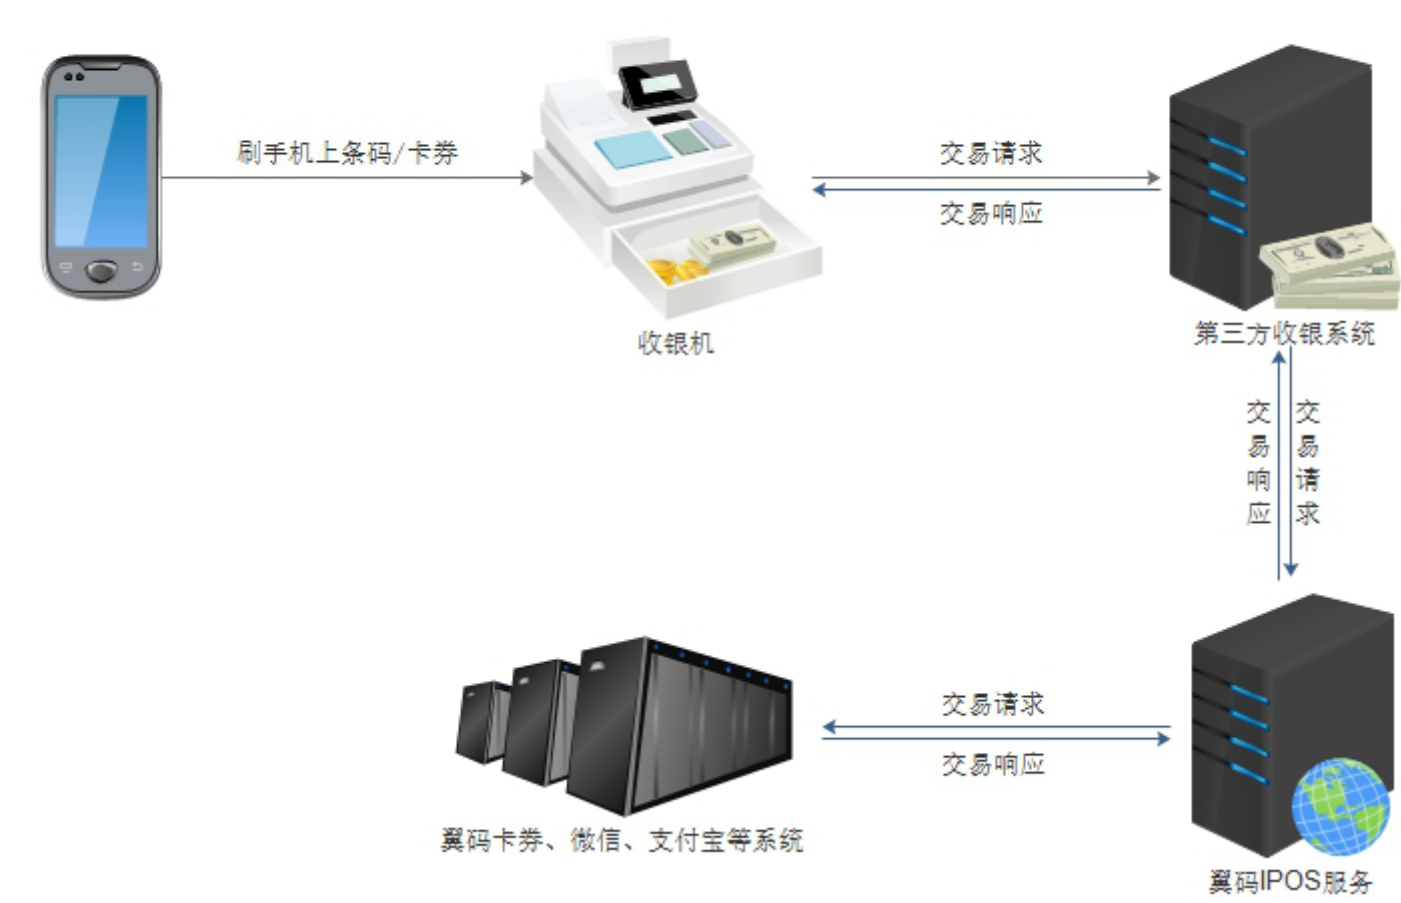 刷手机上条码/卡券
交易请求
交易响应
收银机
第三方收银系统
交易响应
交易请求
交易请求
交易响应
翼码卡券、微信、支付宝等系统
翼码IPOS服务